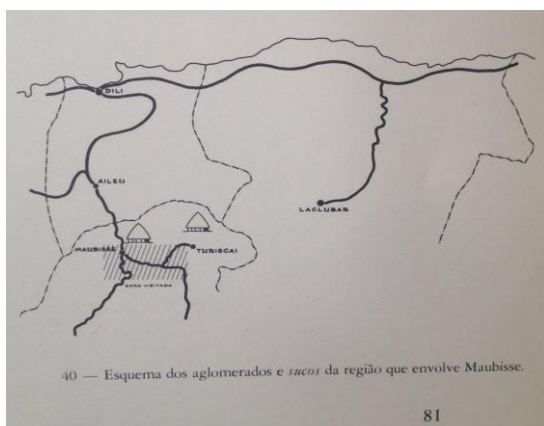 DILI
AILEU
LACLUBAR
MAUBISSE
TURISCAI
ZONA VISITADA
40 — Esquema dos aglomerados e sucos da região que envolve Maubisse.
81